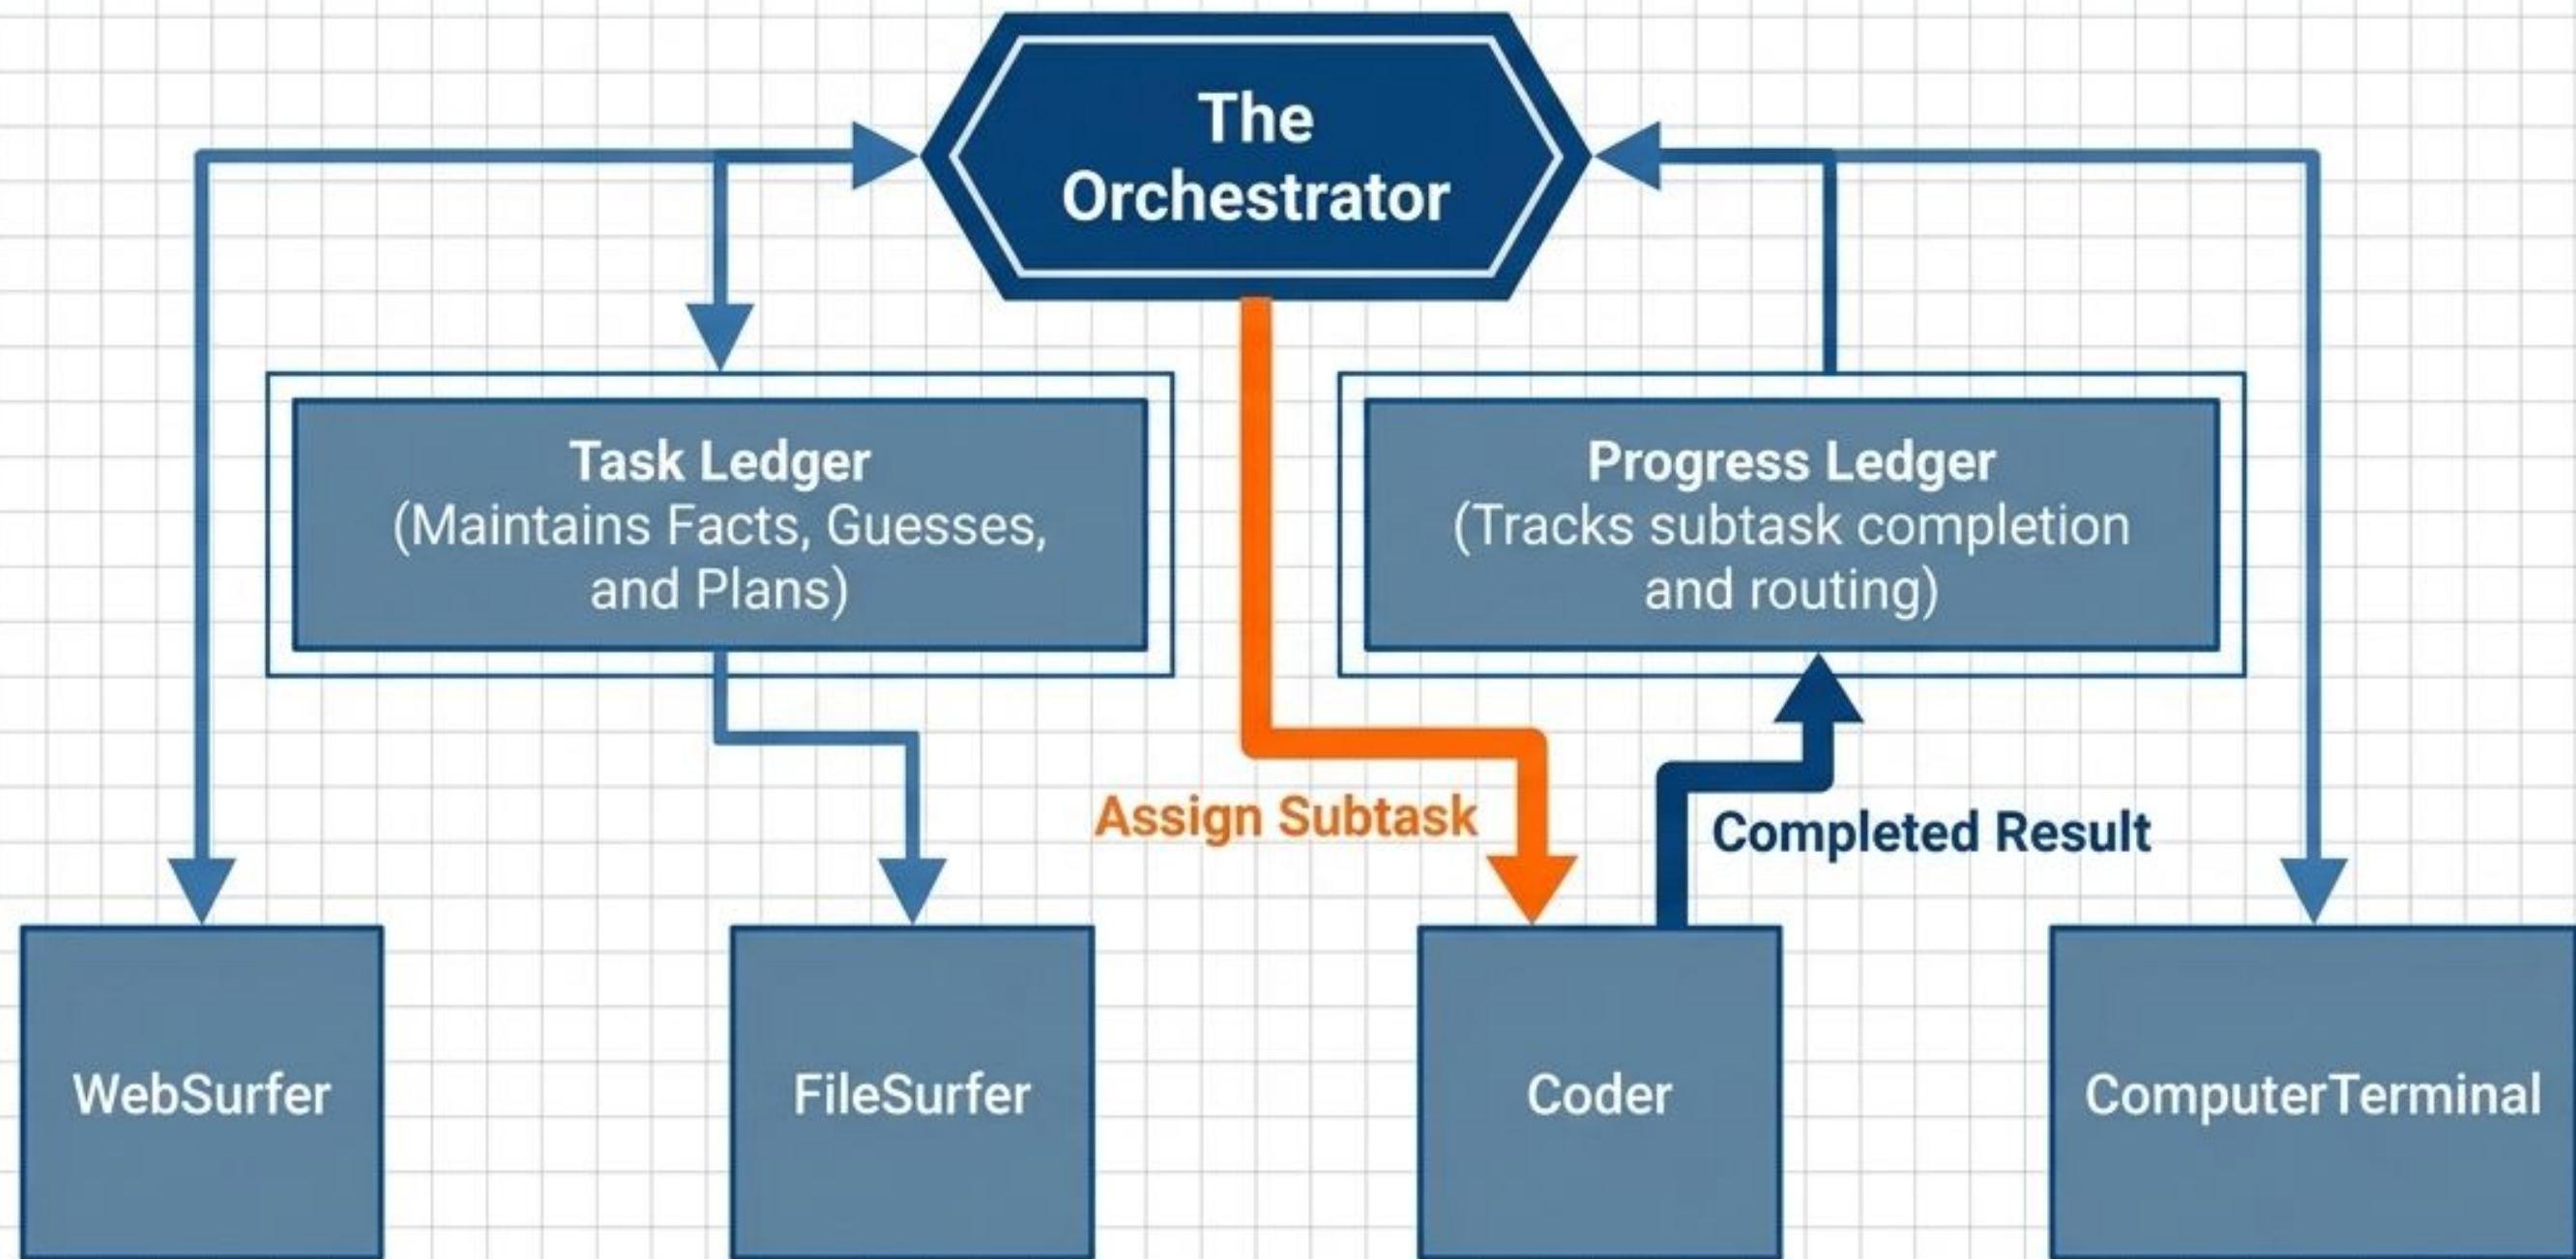 The
Orchestrator
Task Ledger
(Maintains Facts, Guesses,
and Plans)
Progress Ledger
(Tracks subtask completion
and routing)
Assign Subtask
Completed Result
WebSurfer
FileSurfer
Coder
ComputerTerminal